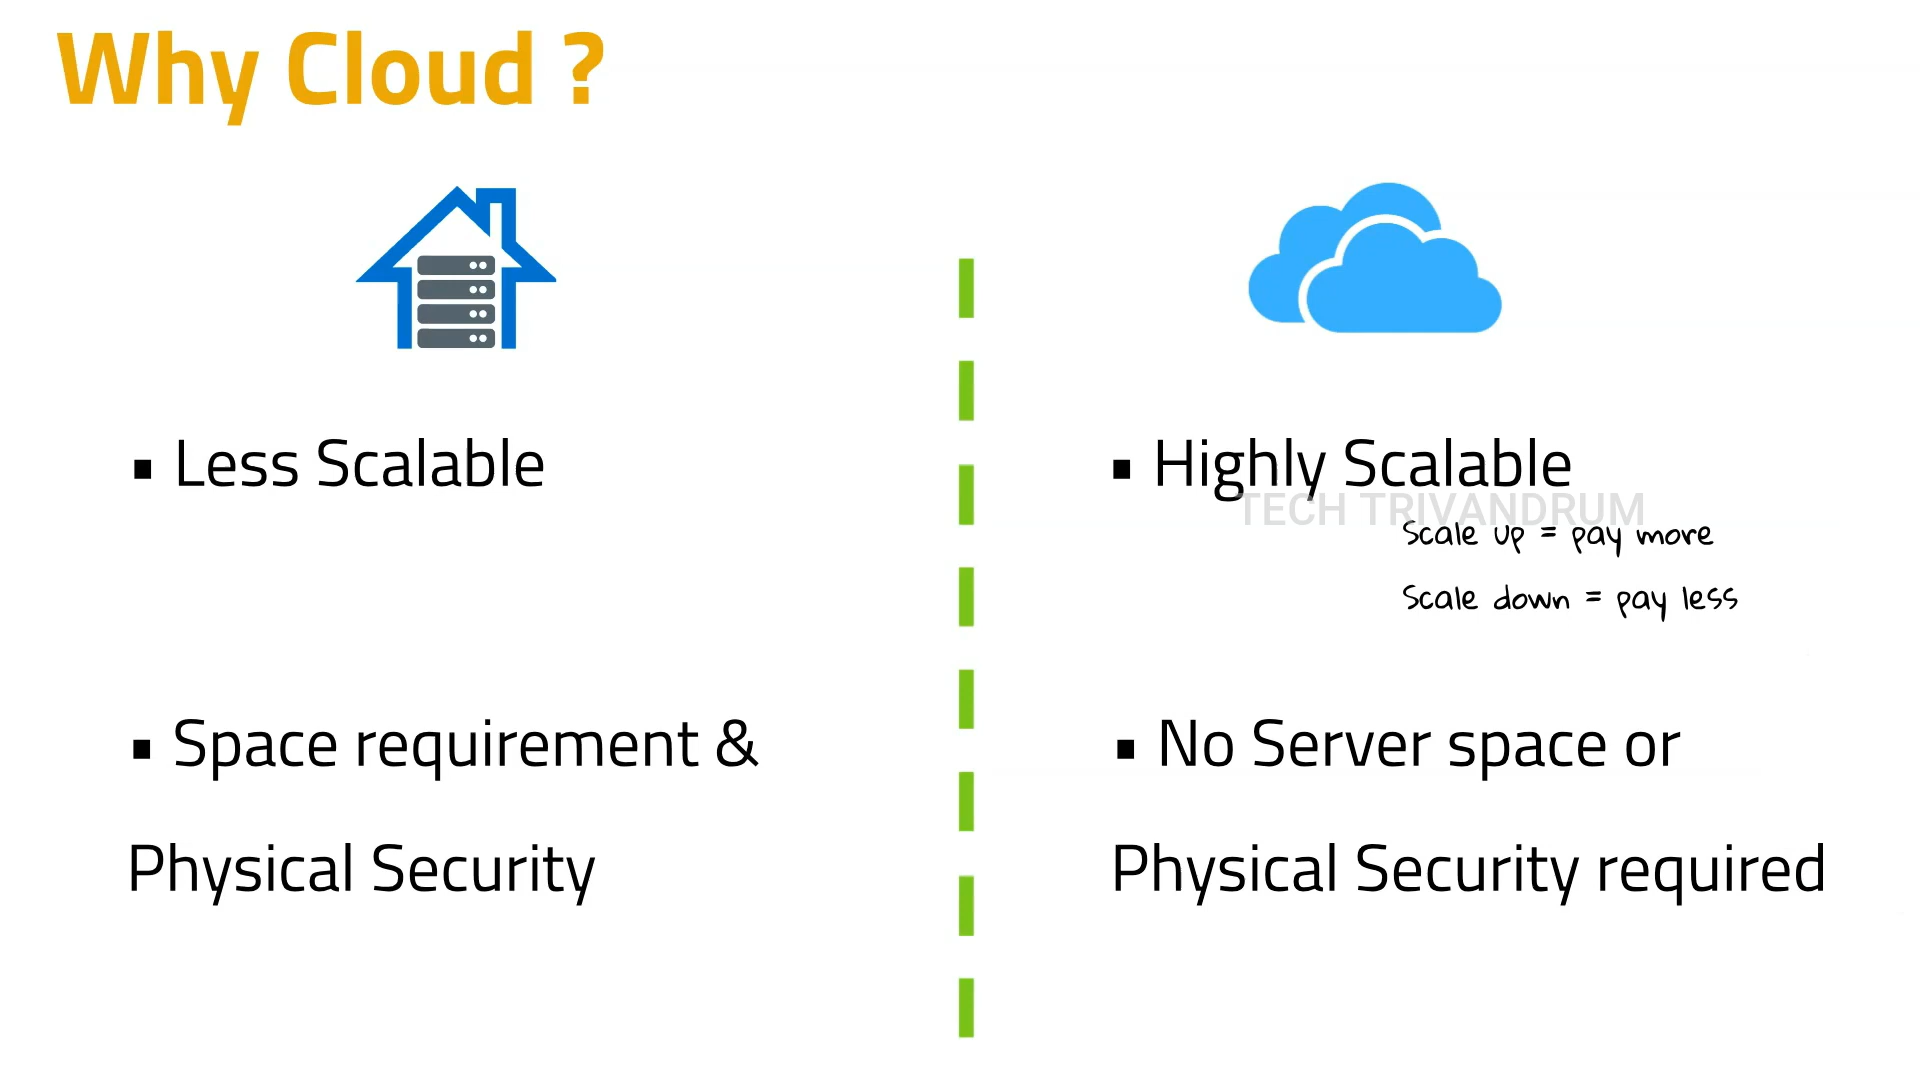 Why Cloud ?
▪ Less Scalable
▪ Space requirement &
Physical Security
▪ Highly Scalable
TECH TRIVANDRUM
Scale up = pay more
Scale down = pay less
▪ No Server space or
Physical Security required